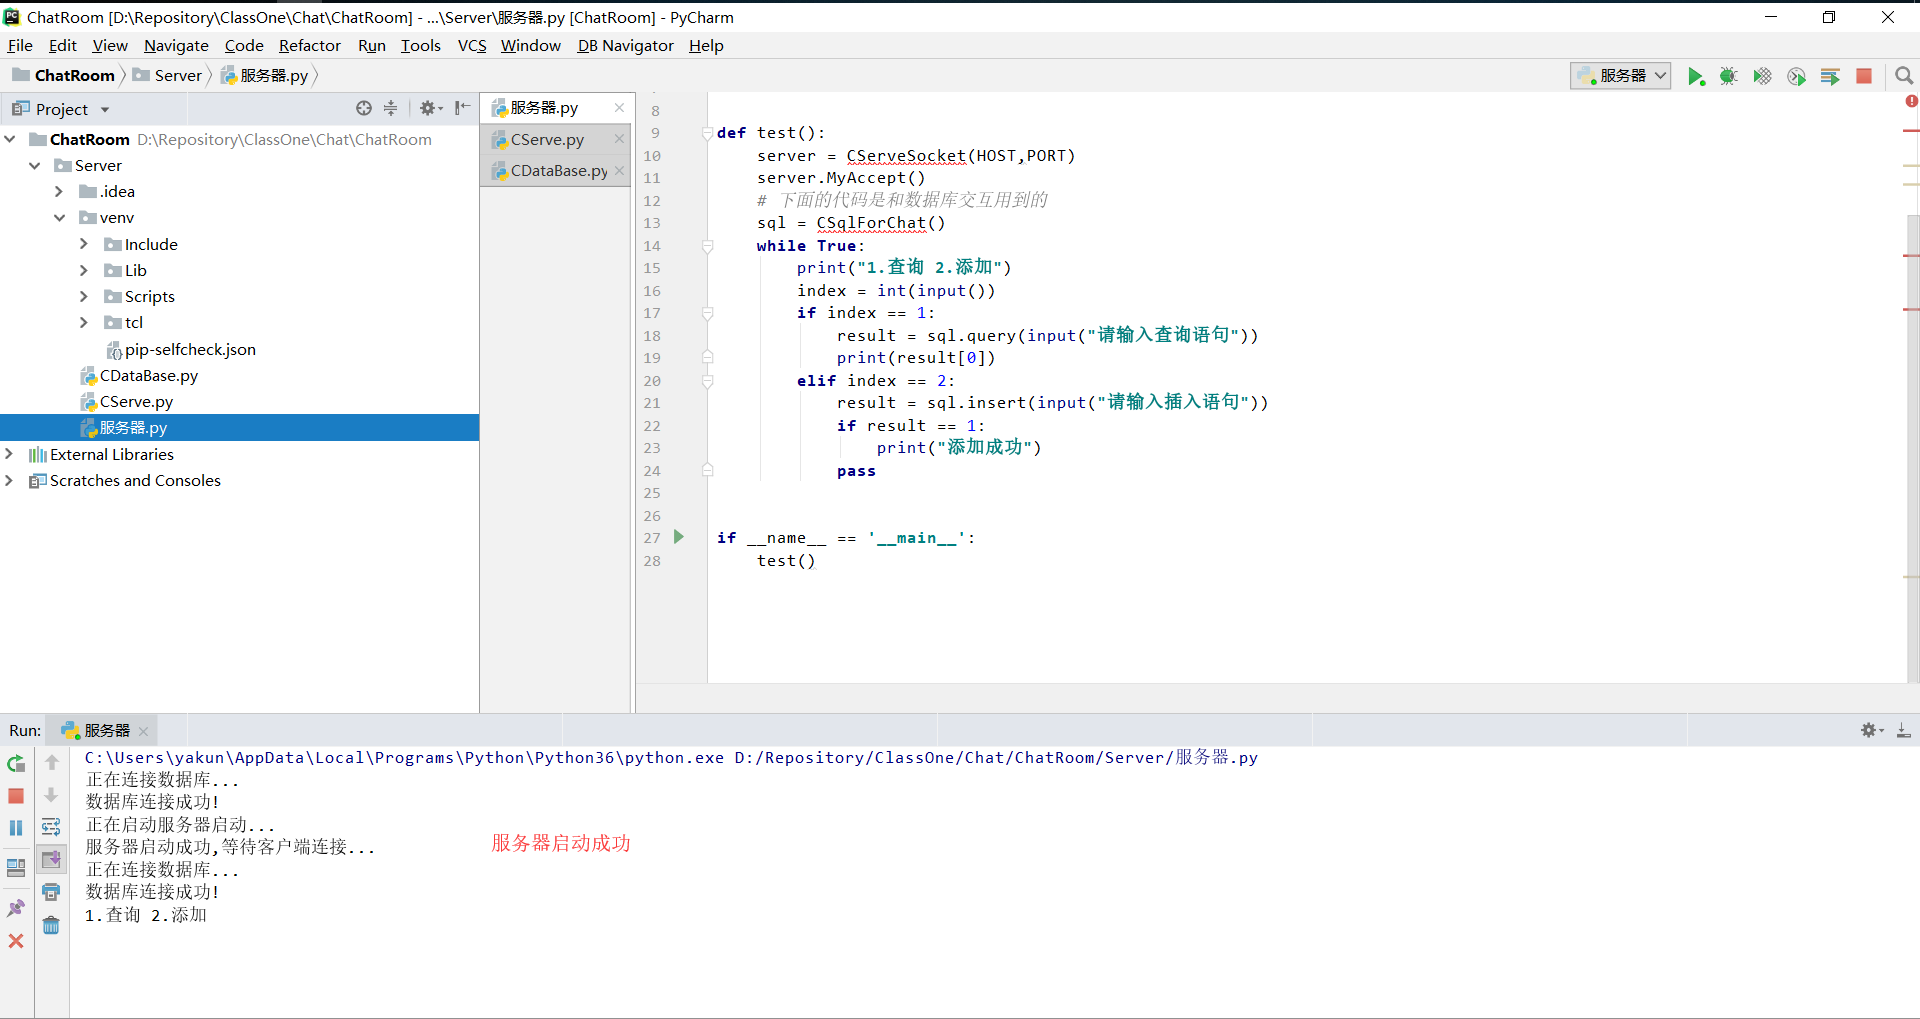 ChatRoom [D:\Repository\ClassOne\Chat\ChatRoom] - ...\Server\服务器.py [ChatRoom] - PyCharm
File Edit View Navigate Code Refactor Run Tools VCS Window DB Navigator Help
ChatRoom Server 服务器.py
服务器
Project
ChatRoom D:\Repository\ClassOne\Chat\ChatRoom
Server
.idea
venv
Include
Lib
Scripts
tcl
pip-selfcheck.json
CDataBase.py
CServe.py
服务器.py
External Libraries
Scratches and Consoles
服务器.py
CServe.py
CDataBase.py
8
9 def test():
10     server = CServeSocket(HOST,PORT)
11     server.MyAccept()
12     # 下面的代码是和数据库交互用到的
13     sql = CSqlForChat()
14     while True:
15         print("1.查询 2.添加")
16         index = int(input())
17         if index == 1:
18             result = sql.query(input("请输入查询语句"))
19             print(result[0])
20         elif index == 2:
21             result = sql.insert(input("请输入插入语句"))
22             if result == 1:
23                 print("添加成功")
24             pass
25
26
27 if __name__ == '__main__':
28     test()
Run: 服务器
C:\Users\yakun\AppData\Local\Programs\Python\Python36\python.exe D:/Repository/ClassOne/Chat/ChatRoom/Server/服务器.py
正在连接数据库...
数据库连接成功!
正在启动服务器启动...
服务器启动成功,等待客户端连接...
服务器启动成功
正在连接数据库...
数据库连接成功!
1.查询 2.添加